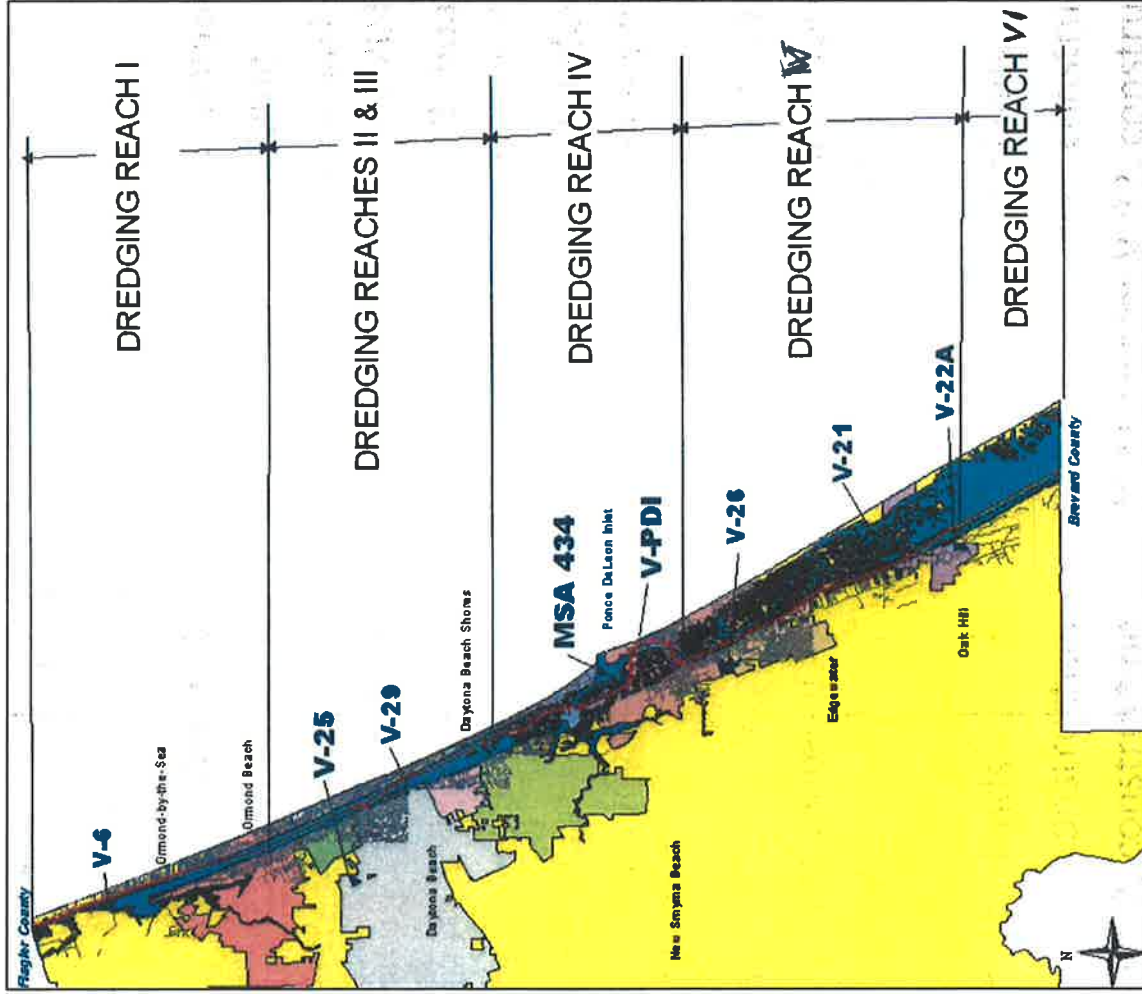 Flagler County
V-6
Ormond-by-the-Sea
Ormond Beach
V-25
V-29
Daytona Beach Shores
Daytona Beach
MSA 434
Ponce DeLeon Inlet
V-PDI
New Smyrna Beach
V-26
V-21
V-22A
Edgewater
Oak Hill
Brevard County
N
DREDGING REACH I
DREDGING REACHES II & III
DREDGING REACH IV
DREDGING REACH V
DREDGING REACH VI